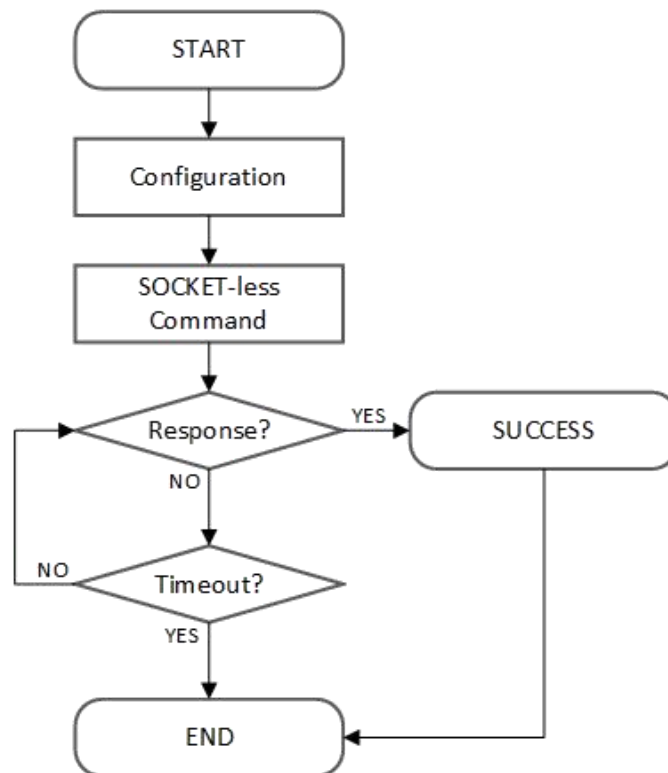 START
Configuration
SOCKET-less
Command
Response?
YES
SUCCESS
NO
NO
Timeout?
YES
END